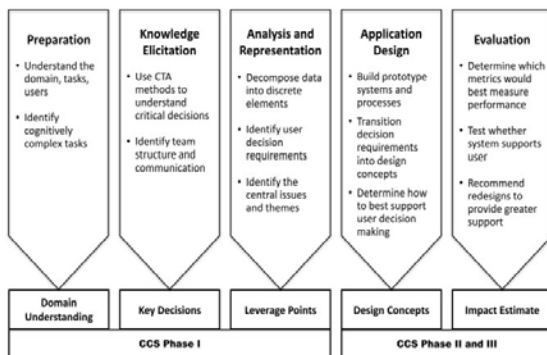 Preparation
• Understand the
domain, tasks,
users
• Identify
cognitively
complex tasks
Knowledge
Elicitation
• Use CTA
methods to
understand
critical decisions
• Identify team
structure and
communication
Analysis and
Representation
• Decompose data
into discrete
elements
• Identify user
decision
requirements
• Identify the
central issues
and themes
Application
Design
• Build prototype
systems and
processes
• Transition
decision
requirements
into design
concepts
• Determine how
to best support
user decision
making
Evaluation
• Determine which
metrics would
best measure
performance
• Test whether
system supports
user
• Recommend
redesigns to
provide greater
support
Domain
Understanding
Key Decisions
Leverage Points
Design Concepts
Impact Estimate
CCS Phase I
CCS Phase II and III